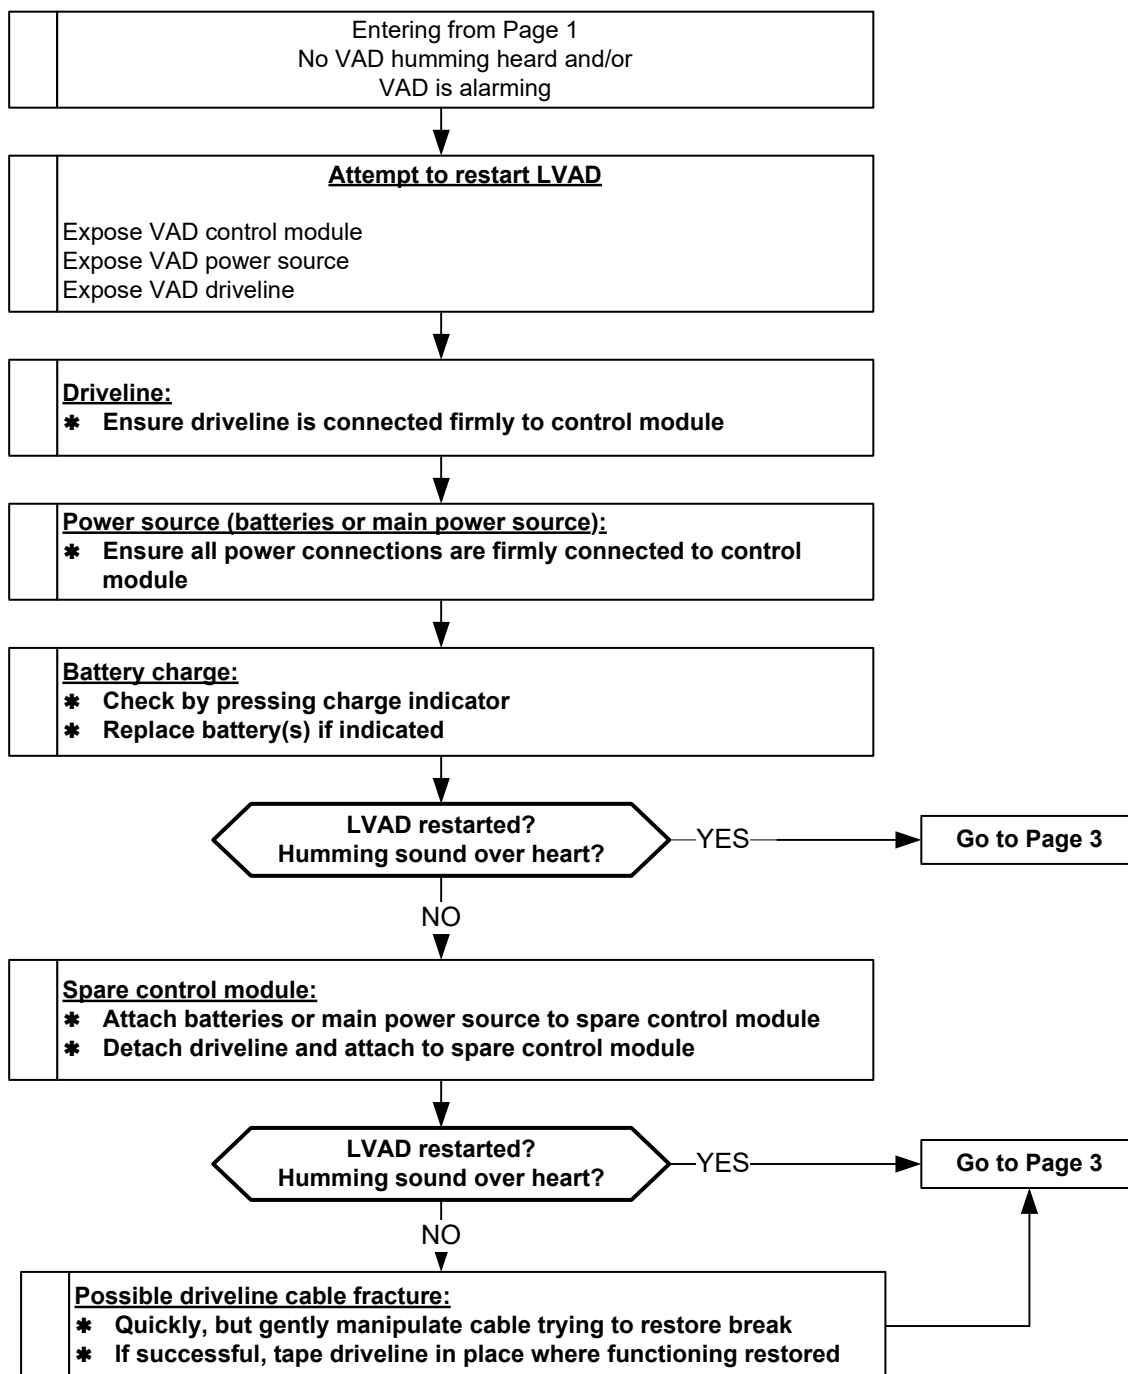 Entering from Page 1
No VAD humming heard and/or
VAD is alarming
Attempt to restart LVAD
Expose VAD control module
Expose VAD power source
Expose VAD driveline
Driveline:
✱ Ensure driveline is connected firmly to control module
Power source (batteries or main power source):
✱ Ensure all power connections are firmly connected to control
module
Battery charge:
✱ Check by pressing charge indicator
✱ Replace battery(s) if indicated
LVAD restarted?
Humming sound over heart?
YES
Go to Page 3
NO
Spare control module:
✱ Attach batteries or main power source to spare control module
✱ Detach driveline and attach to spare control module
LVAD restarted?
Humming sound over heart?
YES
Go to Page 3
NO
Possible driveline cable fracture:
✱ Quickly, but gently manipulate cable trying to restore break
✱ If successful, tape driveline in place where functioning restored